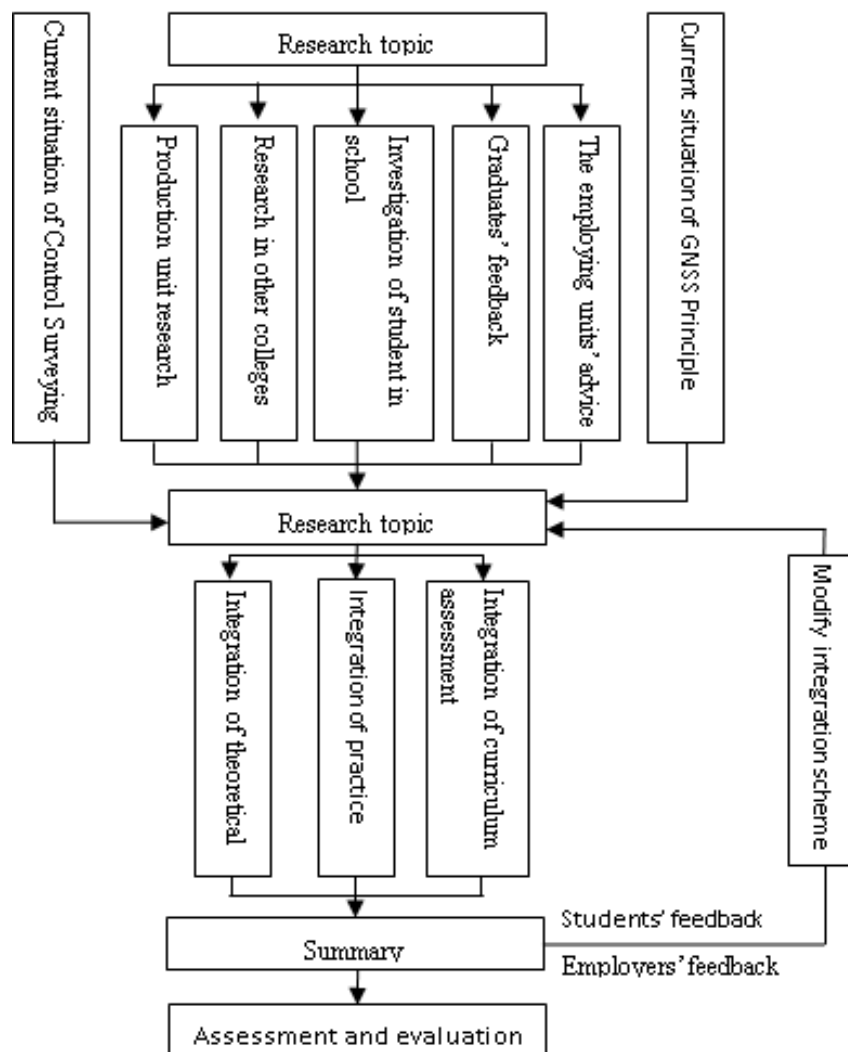 Research topic
Current situation of Control Surveying
Production unit research
Research in other colleges
Investigation of student in
school
Graduates' feedback
The employing units' advice
Current situation of GNSS Principle
Research topic
Integration of theoretical
Integration of practice
Integration of curriculum
assessment
Modify integration scheme
Students' feedback
Summary
Employers' feedback
Assessment and evaluation